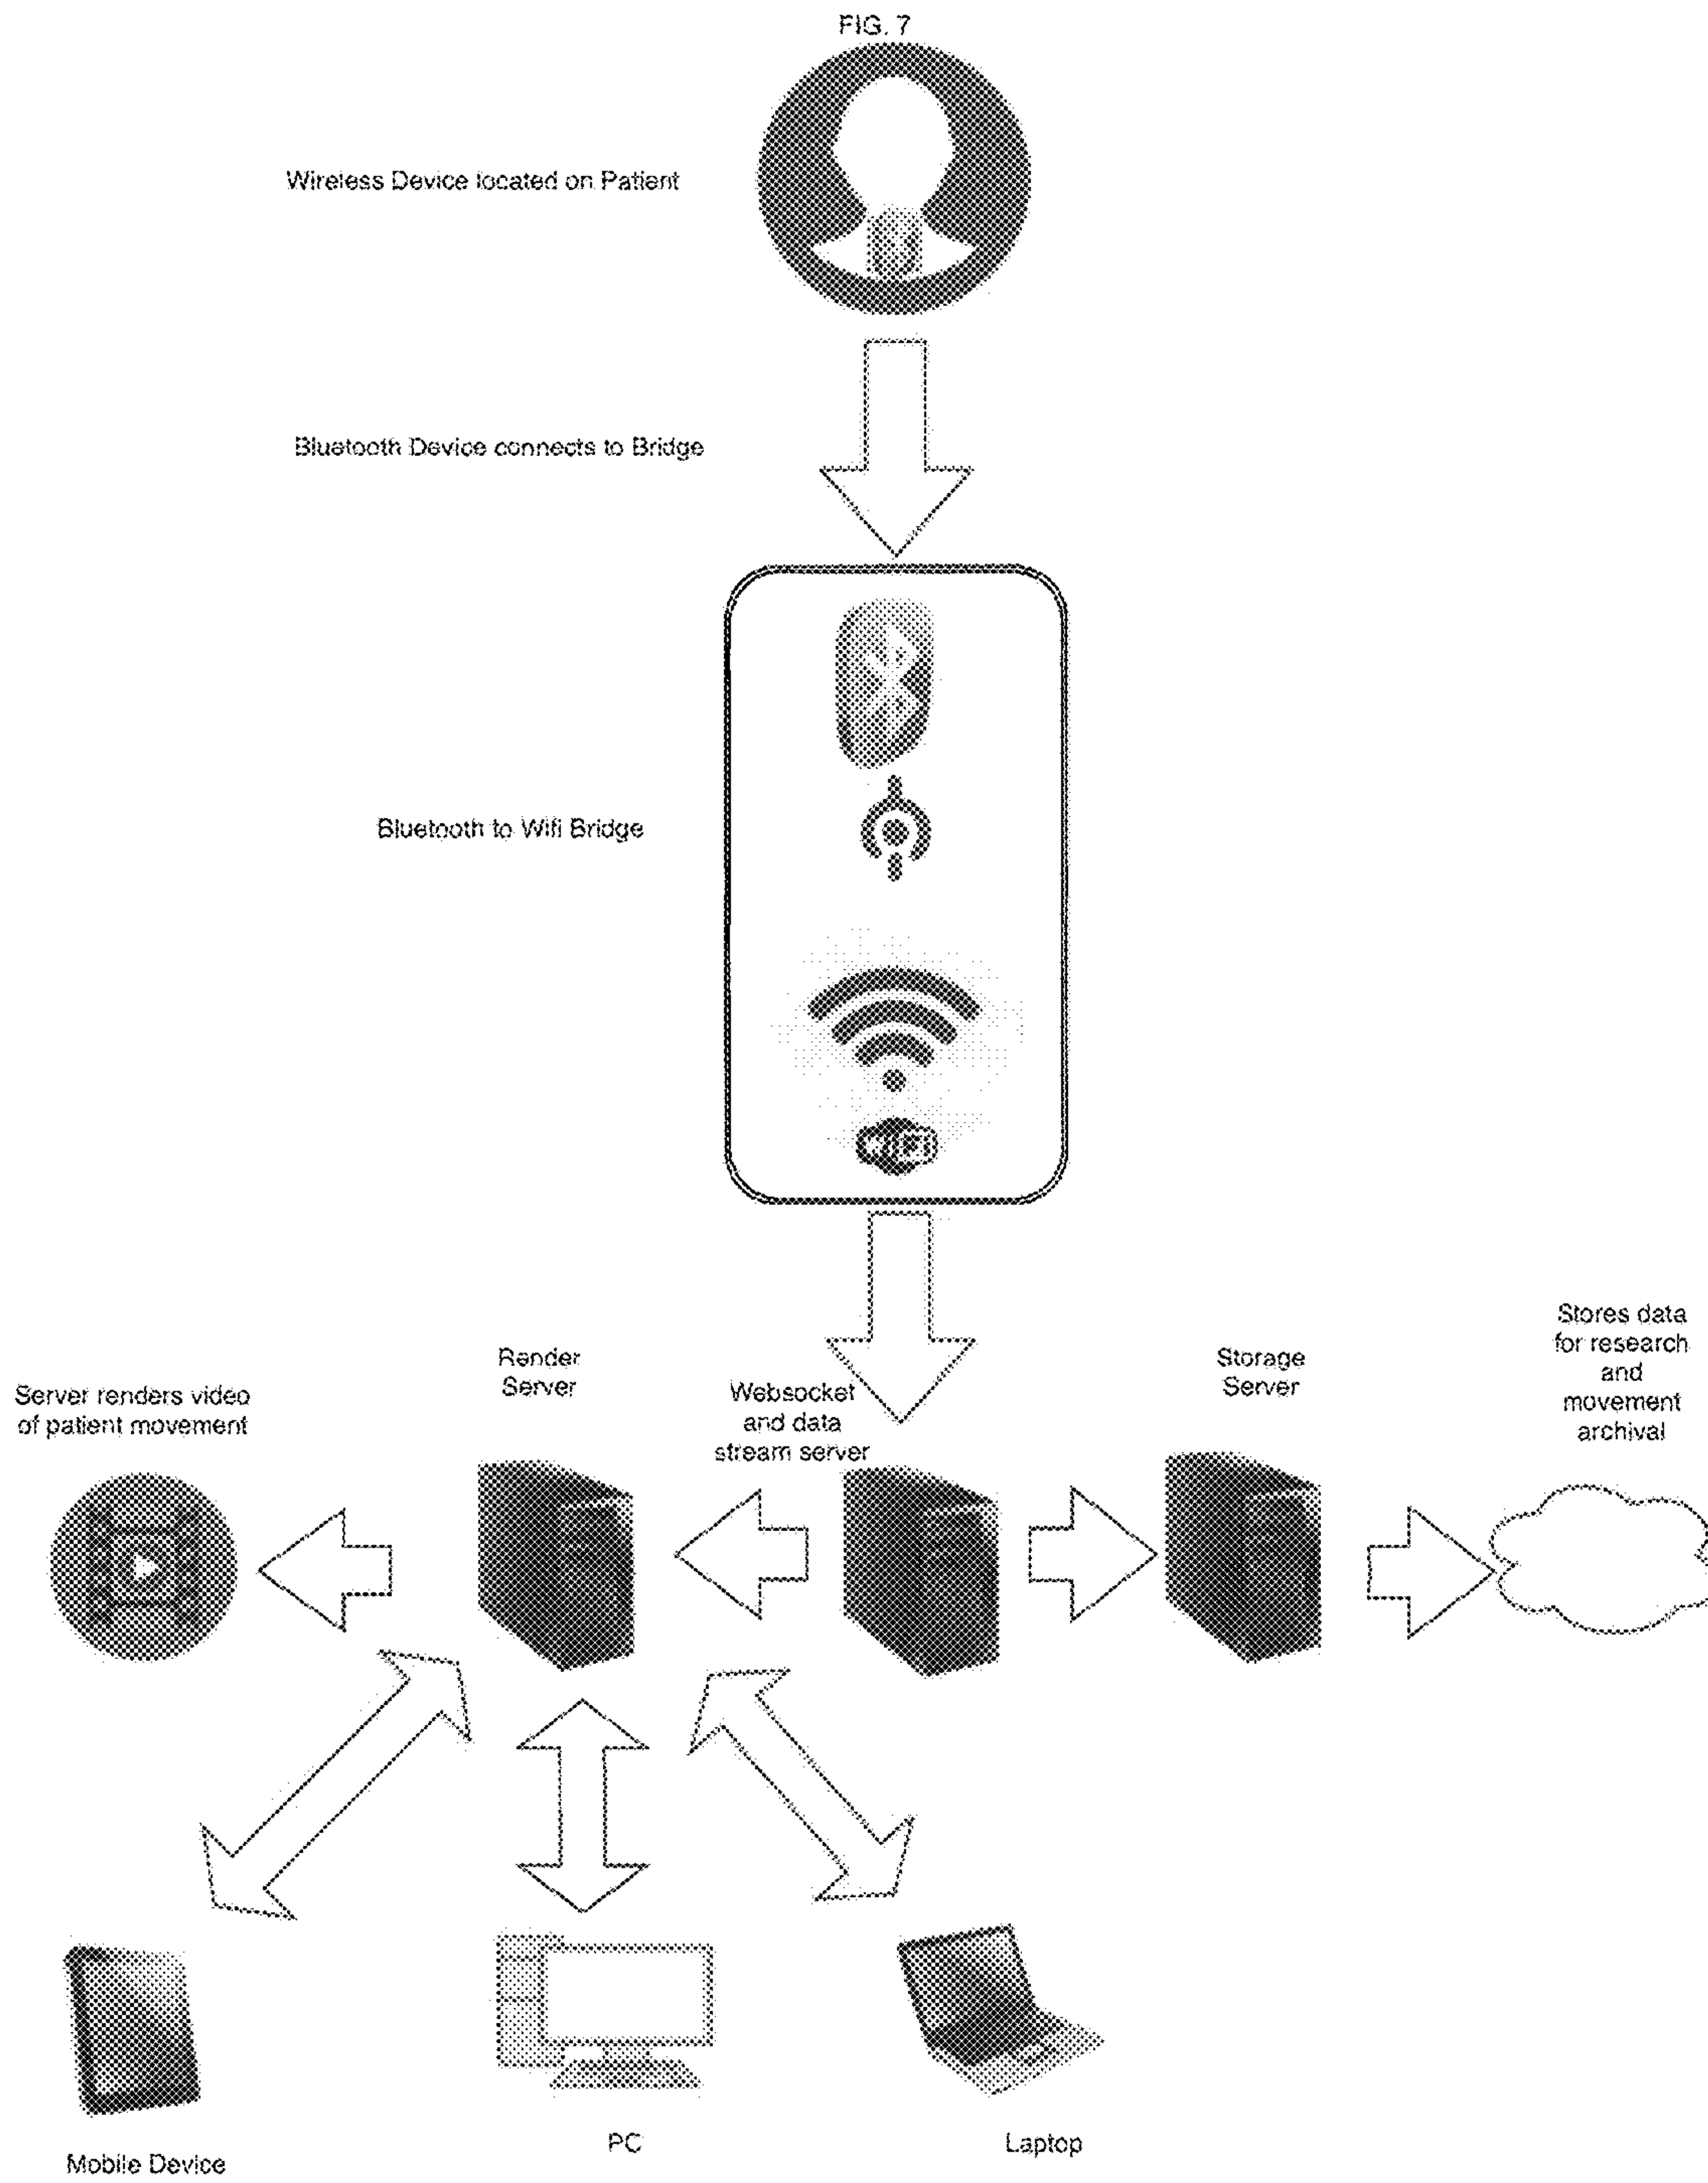 FIG. 7
Wireless Device located on Patient
Bluetooth Device connects to Bridge
Bluetooth to Wifi Bridge
Server renders video
of patient movement
Render
Server
Websocket
and data
stream server
Storage
Server
Stores data
for research
and
movement
archival
Mobile Device
PC
Laptop